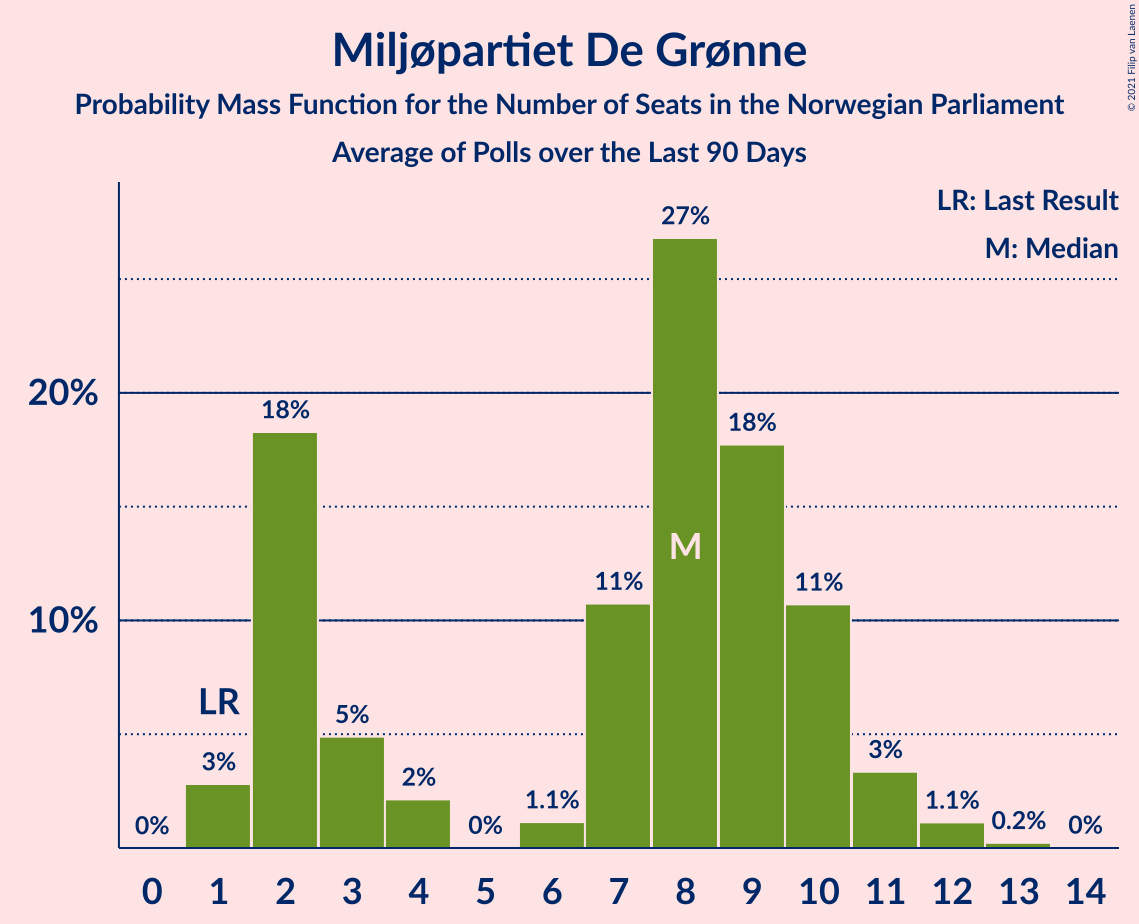 Miljøpartiet De Grønne
Probability Mass Function for the Number of Seats in the Norwegian Parliament
Average of Polls over the Last 90 Days
© 2021 Filip van Laenen
LR: Last Result
M: Median
27%
20%
18%
18%
M
11%
11%
10%
LR
5%
3%
3%
2%
1.1%
1.1%
0.2%
0%
0%
0%
0 1 2 3 4 5 6 7 8 9 10 11 12 13 14